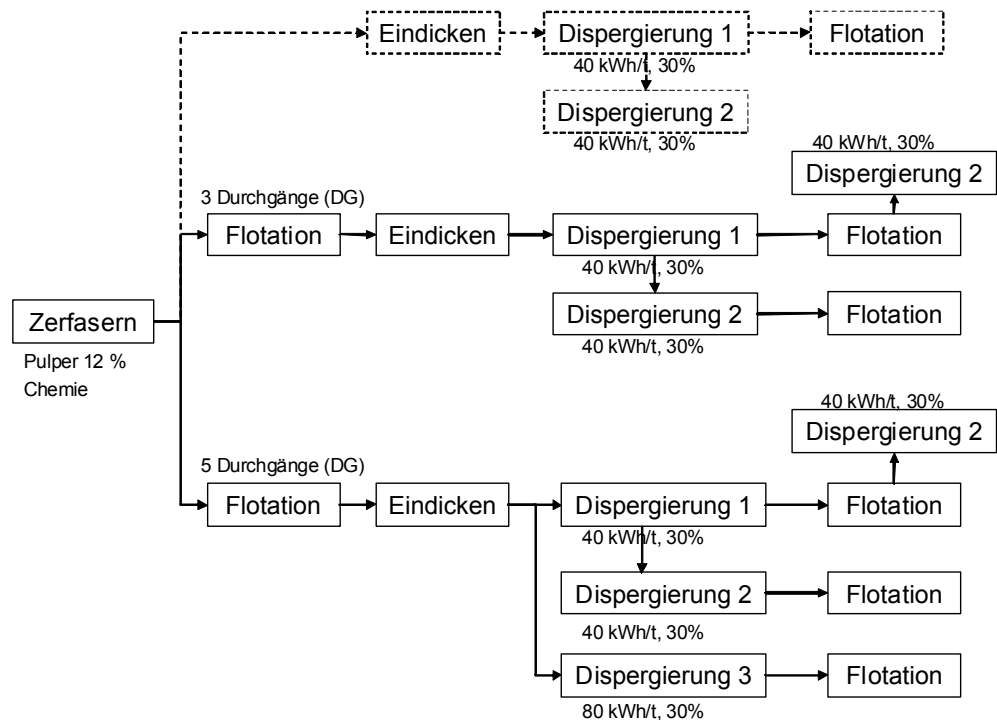 Eindicken
Dispergierung 1
Flotation
40 kWh/t, 30%
Dispergierung 2
40 kWh/t, 30%
40 kWh/t, 30%
Dispergierung 2
3 Durchgänge (DG)
Flotation
Eindicken
Dispergierung 1
Flotation
40 kWh/t, 30%
Dispergierung 2
Flotation
40 kWh/t, 30%
Zerfasern
Pulper 12 %
Chemie
40 kWh/t, 30%
Dispergierung 2
5 Durchgänge (DG)
Flotation
Eindicken
Dispergierung 1
Flotation
40 kWh/t, 30%
Dispergierung 2
Flotation
40 kWh/t, 30%
Dispergierung 3
Flotation
80 kWh/t, 30%